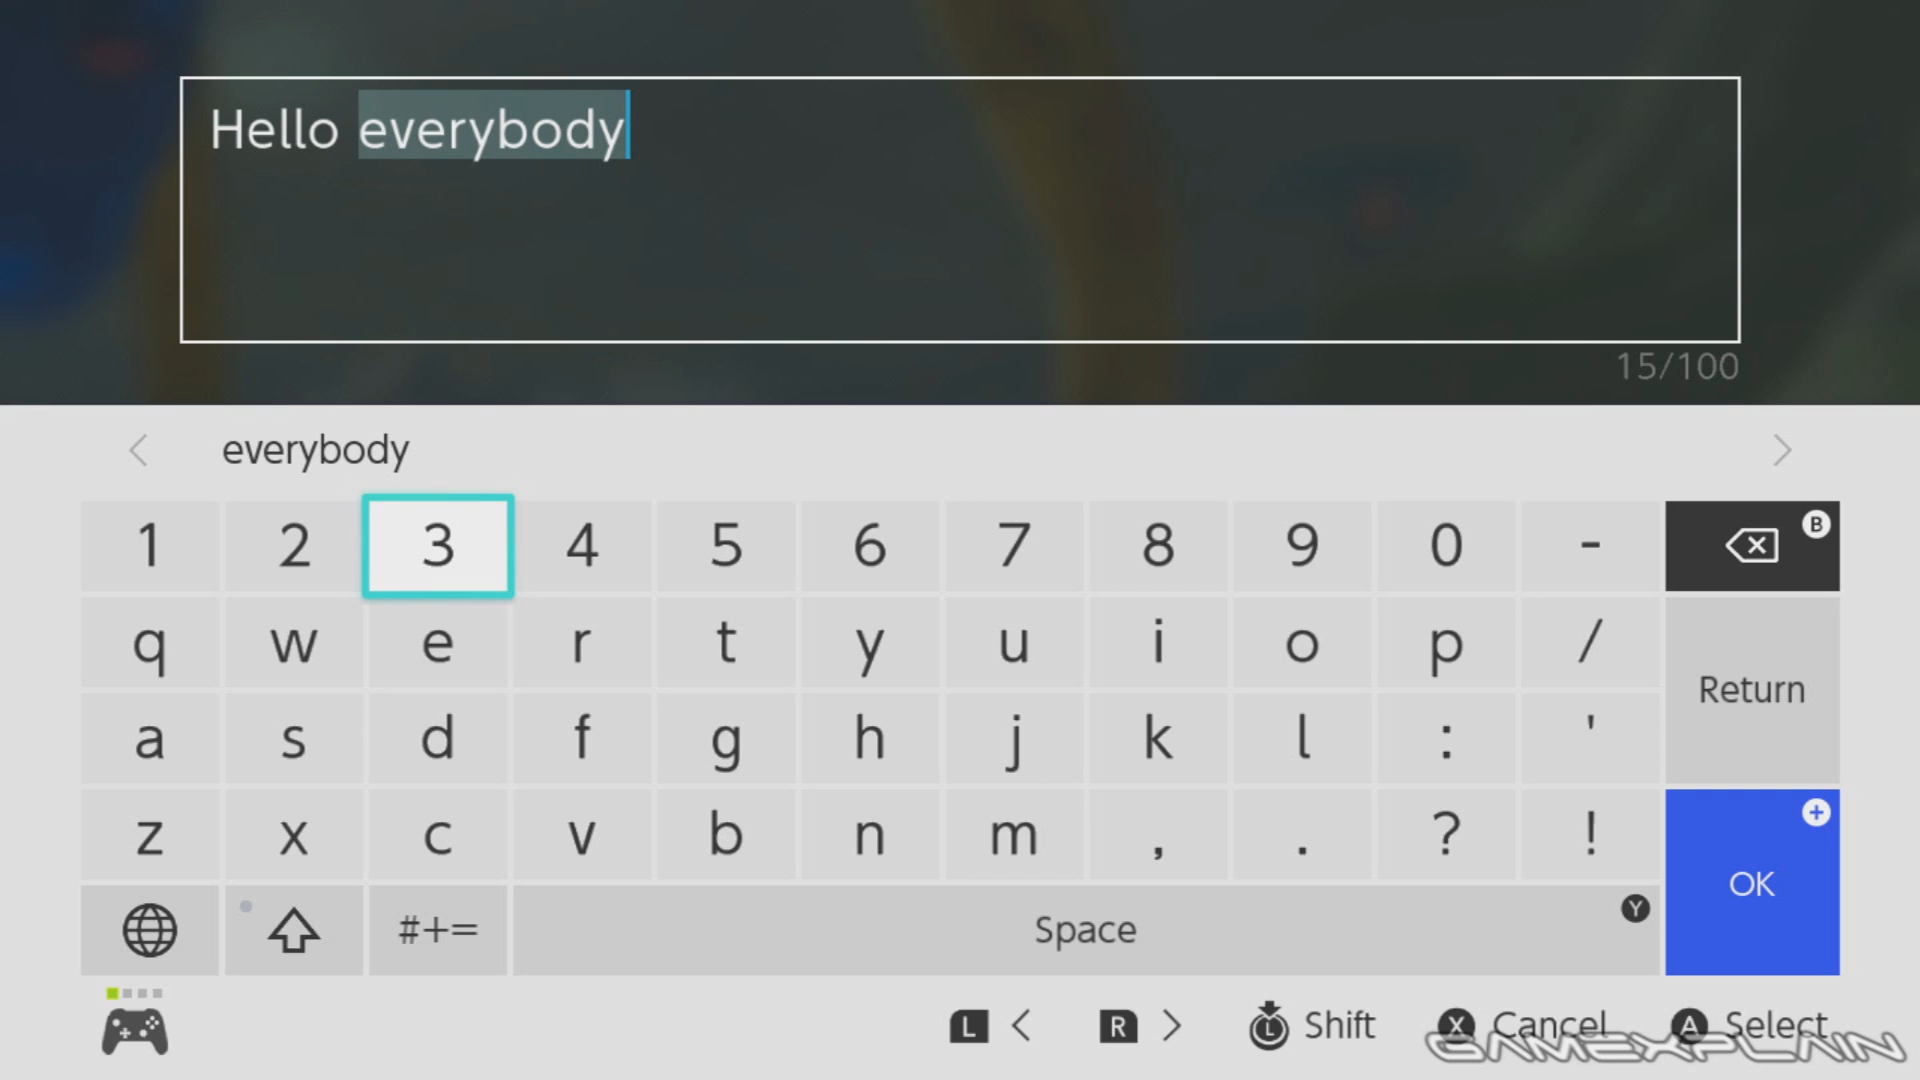 Hello everybody
15/100
< everybody >
1 2 3 4 5 6 7 8 9 0 - B
q w e r t y u i o p /
Return
a s d f g h j k l : '
z x c v b n m , . ? ! +
OK
#+= Space Y
L < R > L Shift X Cancel A Select
GAMEXPLAIN